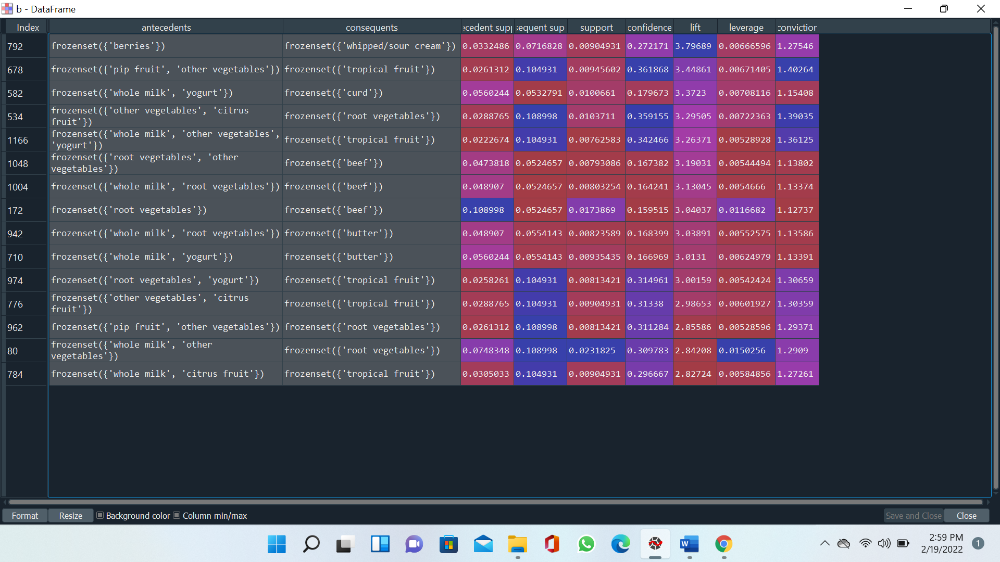 b - DataFrame
Index antecedents consequents ecedent supp sequent sup support confidence lift leverage conviction
792 frozenset({'berries'}) frozenset({'whipped/sour cream'}) 0.0332486 0.0716828 0.00904931 0.272171 3.79689 0.00666596 1.27546
678 frozenset({'pip fruit', 'other vegetables'}) frozenset({'tropical fruit'}) 0.0261312 0.104931 0.00945602 0.361868 3.44861 0.00671405 1.40264
582 frozenset({'whole milk', 'yogurt'}) frozenset({'curd'}) 0.0560244 0.0532791 0.0100661 0.179673 3.3723 0.00708116 1.15408
534 frozenset({'other vegetables', 'citrus
fruit'}) frozenset({'root vegetables'}) 0.0288765 0.108998 0.0103711 0.359155 3.29505 0.00722363 1.39035
1166 frozenset({'whole milk', 'other vegetables',
'yogurt'}) frozenset({'tropical fruit'}) 0.0222674 0.104931 0.00762583 0.342466 3.26371 0.00528928 1.36125
1048 frozenset({'root vegetables', 'other
vegetables'}) frozenset({'beef'}) 0.0473818 0.0524657 0.00793086 0.167382 3.19031 0.00544494 1.13802
1004 frozenset({'whole milk', 'root vegetables'}) frozenset({'beef'}) 0.048907 0.0524657 0.00803254 0.164241 3.13045 0.0054666 1.13374
172 frozenset({'root vegetables'}) frozenset({'beef'}) 0.108998 0.0524657 0.0173869 0.159515 3.04037 0.0116682 1.12737
942 frozenset({'whole milk', 'root vegetables'}) frozenset({'butter'}) 0.048907 0.0554143 0.00823589 0.168399 3.03891 0.00552575 1.13586
710 frozenset({'whole milk', 'yogurt'}) frozenset({'butter'}) 0.0560244 0.0554143 0.00935435 0.166969 3.0131 0.00624979 1.13391
974 frozenset({'root vegetables', 'yogurt'}) frozenset({'tropical fruit'}) 0.0258261 0.104931 0.00813421 0.314961 3.00159 0.00542424 1.30659
776 frozenset({'other vegetables', 'citrus
fruit'}) frozenset({'tropical fruit'}) 0.0288765 0.104931 0.00904931 0.31338 2.98653 0.00601927 1.30359
962 frozenset({'pip fruit', 'other vegetables'}) frozenset({'root vegetables'}) 0.0261312 0.108998 0.00813421 0.311284 2.85586 0.00528596 1.29371
80 frozenset({'whole milk', 'other
vegetables'}) frozenset({'root vegetables'}) 0.0748348 0.108998 0.0231825 0.309783 2.84208 0.0150256 1.2909
784 frozenset({'whole milk', 'citrus fruit'}) frozenset({'tropical fruit'}) 0.0305033 0.104931 0.00904931 0.296667 2.82724 0.00584856 1.27261
Format Resize Background color Column min/max Save and Close Close
2:59 PM
2/19/2022
1